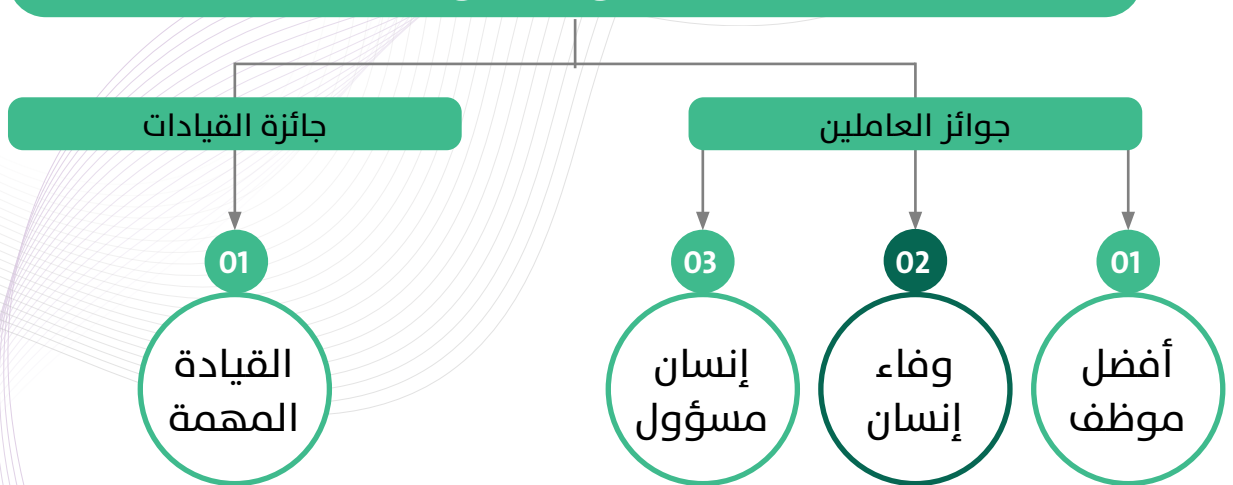 جوائز العاملين
جائزة القيادات
01
02
03
01
أفضل
موظف
وفاء
إنسان
إنسان
مسؤول
القيادة
المهمة